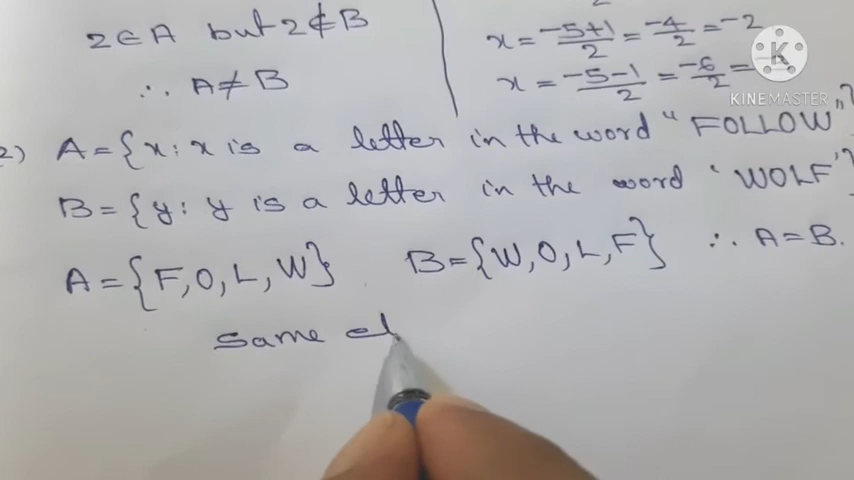 2 ∈ A but 2 ∉ B
∴ A ≠ B
x = -5+1/2 = -4/2 = -2
x = -5-1/2 = -6/2 =
KINEMASTER
2) A = {x : x is a letter in the word "FOLLOW"}
B = {y : y is a letter in the word 'WOLF'}
A = {F, O, L, W} B = {W, O, L, F} ∴ A = B.
Same el